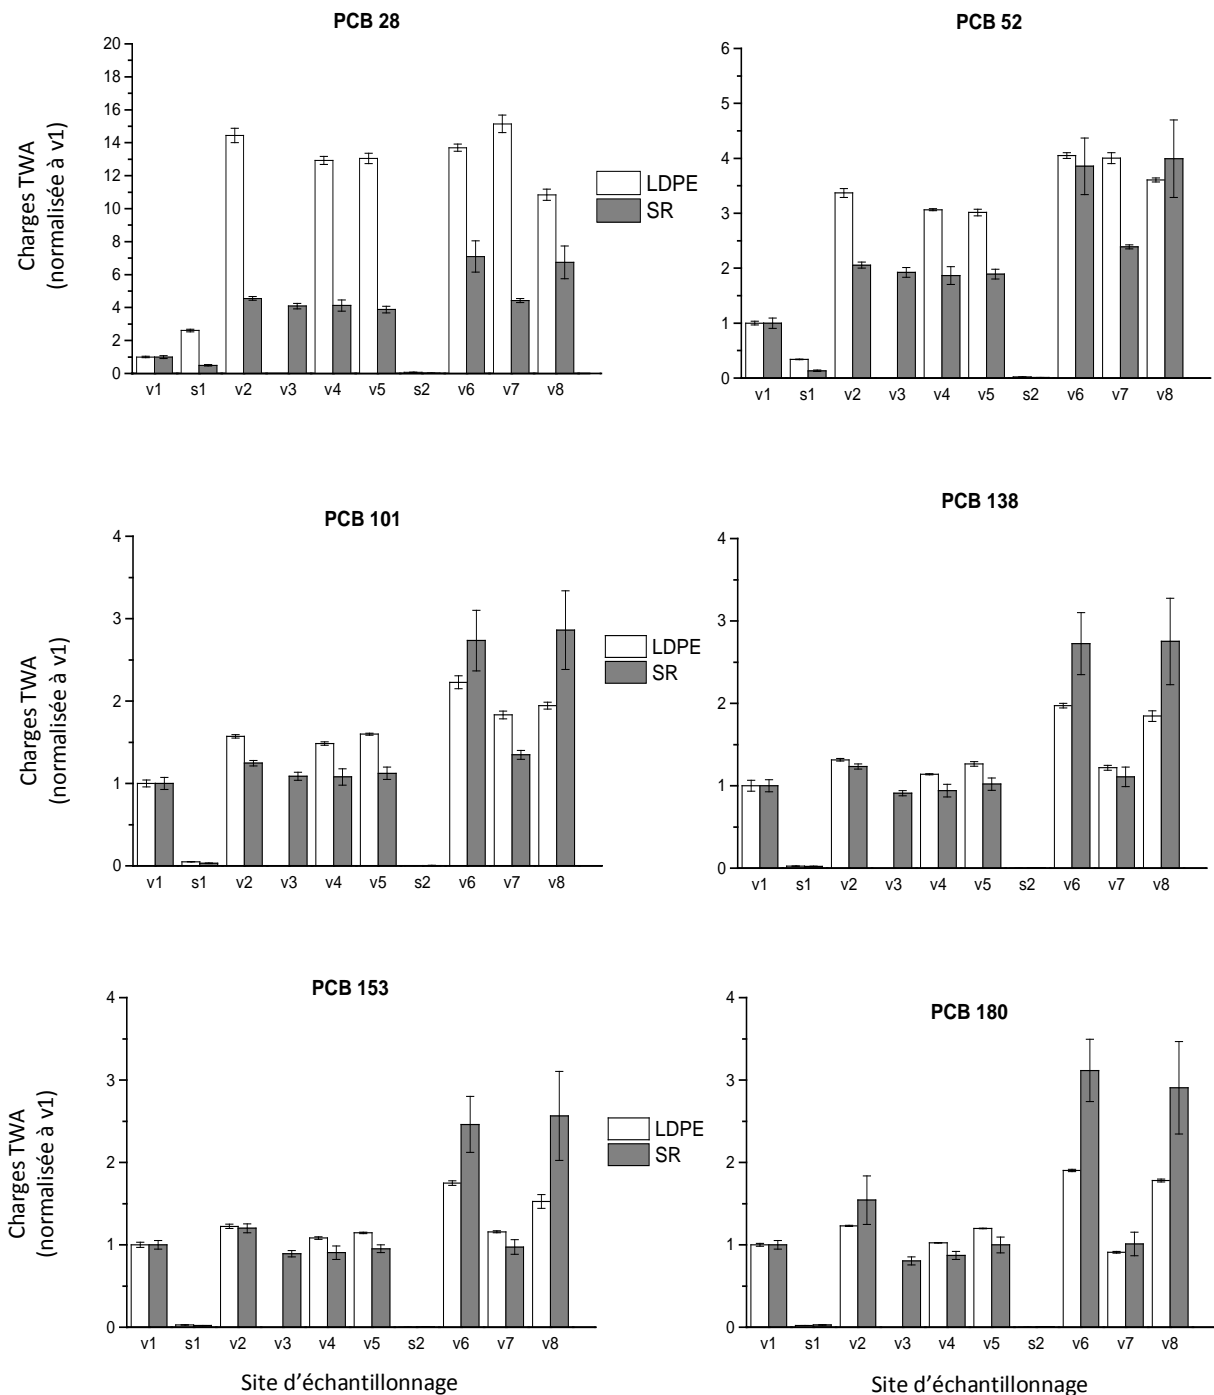 PCB 28
Charges TWA
(normalisée à v1)
20
18
16
14
12
10
8
6
4
2
0
v1 s1 v2 v3 v4 v5 s2 v6 v7 v8
LDPE
SR
PCB 52
6
5
4
3
2
1
0
v1 s1 v2 v3 v4 v5 s2 v6 v7 v8
PCB 101
Charges TWA
(normalisée à v1)
4
3
2
1
0
v1 s1 v2 v3 v4 v5 s2 v6 v7 v8
LDPE
SR
PCB 138
4
3
2
1
0
v1 s1 v2 v3 v4 v5 s2 v6 v7 v8
PCB 153
Charges TWA
(normalisée à v1)
4
3
2
1
0
v1 s1 v2 v3 v4 v5 s2 v6 v7 v8
Site d'échantillonnage
LDPE
SR
PCB 180
4
3
2
1
0
v1 s1 v2 v3 v4 v5 s2 v6 v7 v8
Site d'échantillonnage